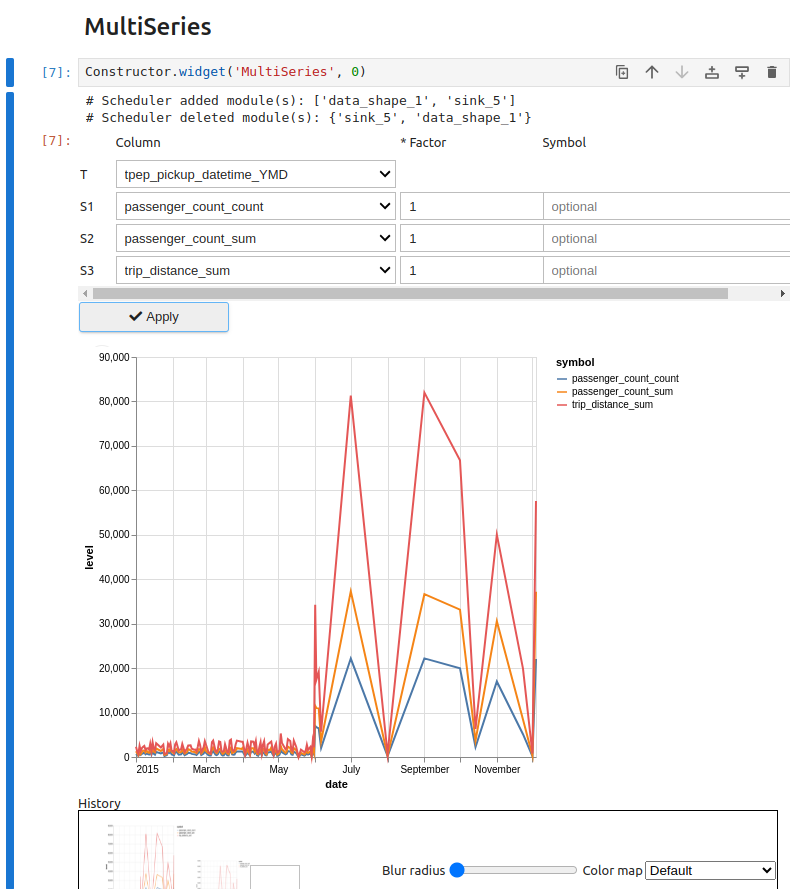 MultiSeries
[7]: Constructor.widget('MultiSeries', 0)
# Scheduler added module(s): ['data_shape_1', 'sink_5']
# Scheduler deleted module(s): {'sink_5', 'data_shape_1'}
[7]: Column * Factor Symbol
T tpep_pickup_datetime_YMD
S1 passenger_count_count 1 optional
S2 passenger_count_sum 1 optional
S3 trip_distance_sum 1 optional
Apply
90,000
80,000
70,000
60,000
50,000
40,000
30,000
20,000
10,000
0
level
2015 March May July September November
date
symbol
passenger_count_count
passenger_count_sum
trip_distance_sum
History
Blur radius Color map Default